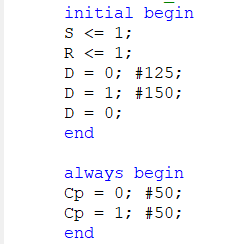 initial begin
S <= 1;
R <= 1;
D = 0; #125;
D = 1; #150;
D = 0;
end
always begin
Cp = 0; #50;
Cp = 1; #50;
end